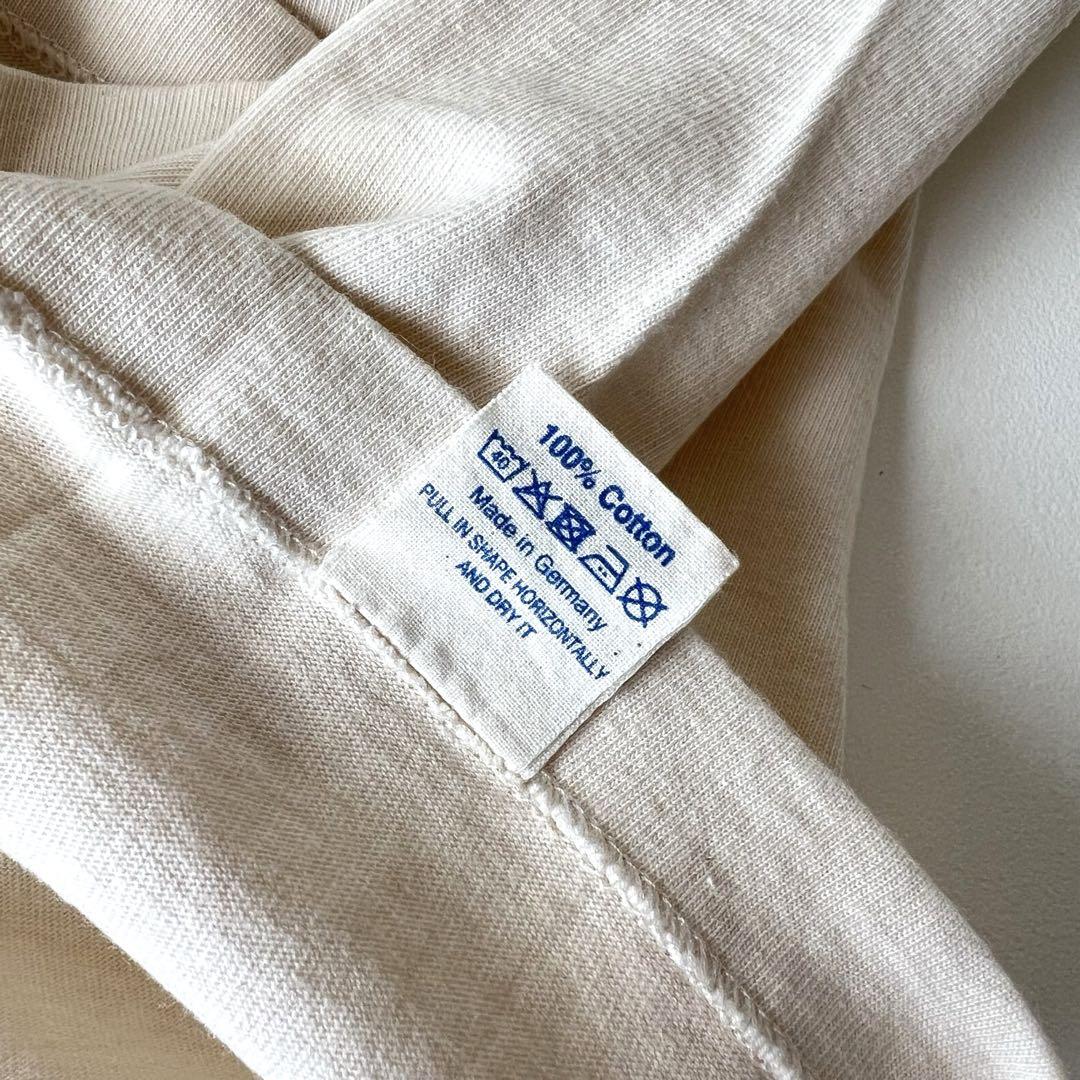 100% Cotton
40
Made in Germany
PULL IN SHAPE HORIZONTALLY
AND DRY IT